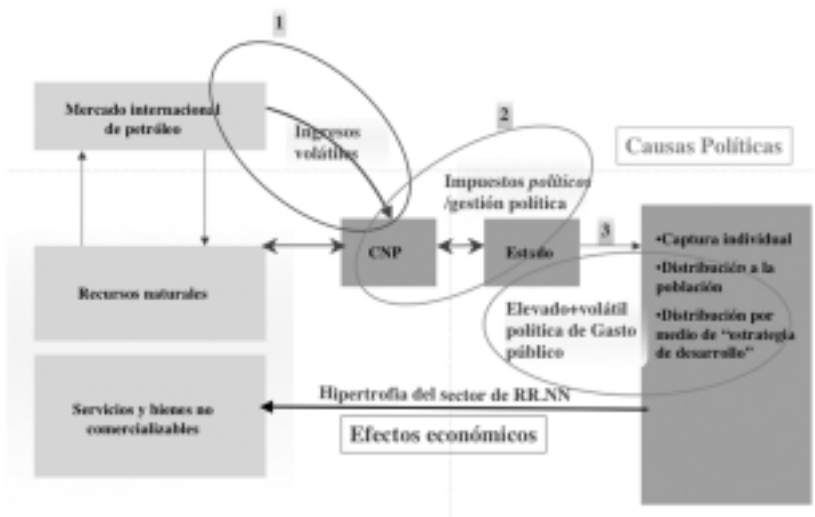 1
Mercado internacional
de petróleo
Ingresos
volátiles
2
Causas Políticas
Impuestos políticos
/gestión política
3
CNP
Estado
•Captura individual
•Distribución a la
población
•Distribución por
medio de “estrategia
de desarrollo”
Recursos naturales
Elevado+volátil
política de Gasto
público
Hipertrofia del sector de RR.NN
Servicios y bienes no
comercializables
Efectos económicos